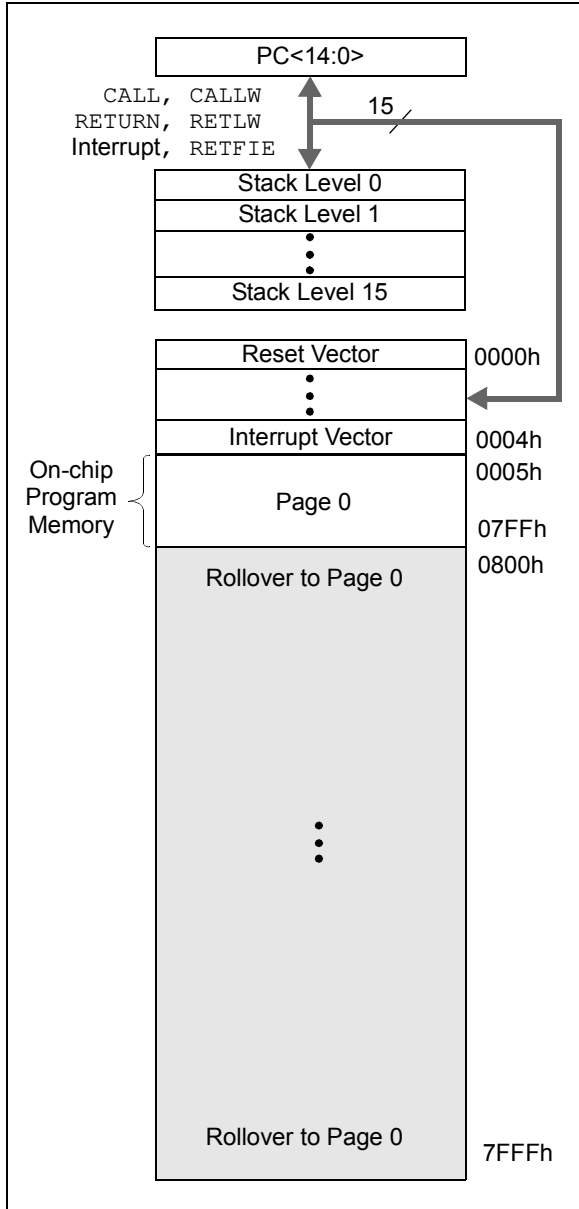 PC<14:0>
CALL, CALLW
15
RETURN, RETLW
Interrupt, RETFIE
Stack Level 0
Stack Level 1
Stack Level 15
Reset Vector
0000h
Interrupt Vector
0004h
On-chip
Program
Memory
0005h
Page 0
07FFh
Rollover to Page 0
0800h
Rollover to Page 0
7FFFh